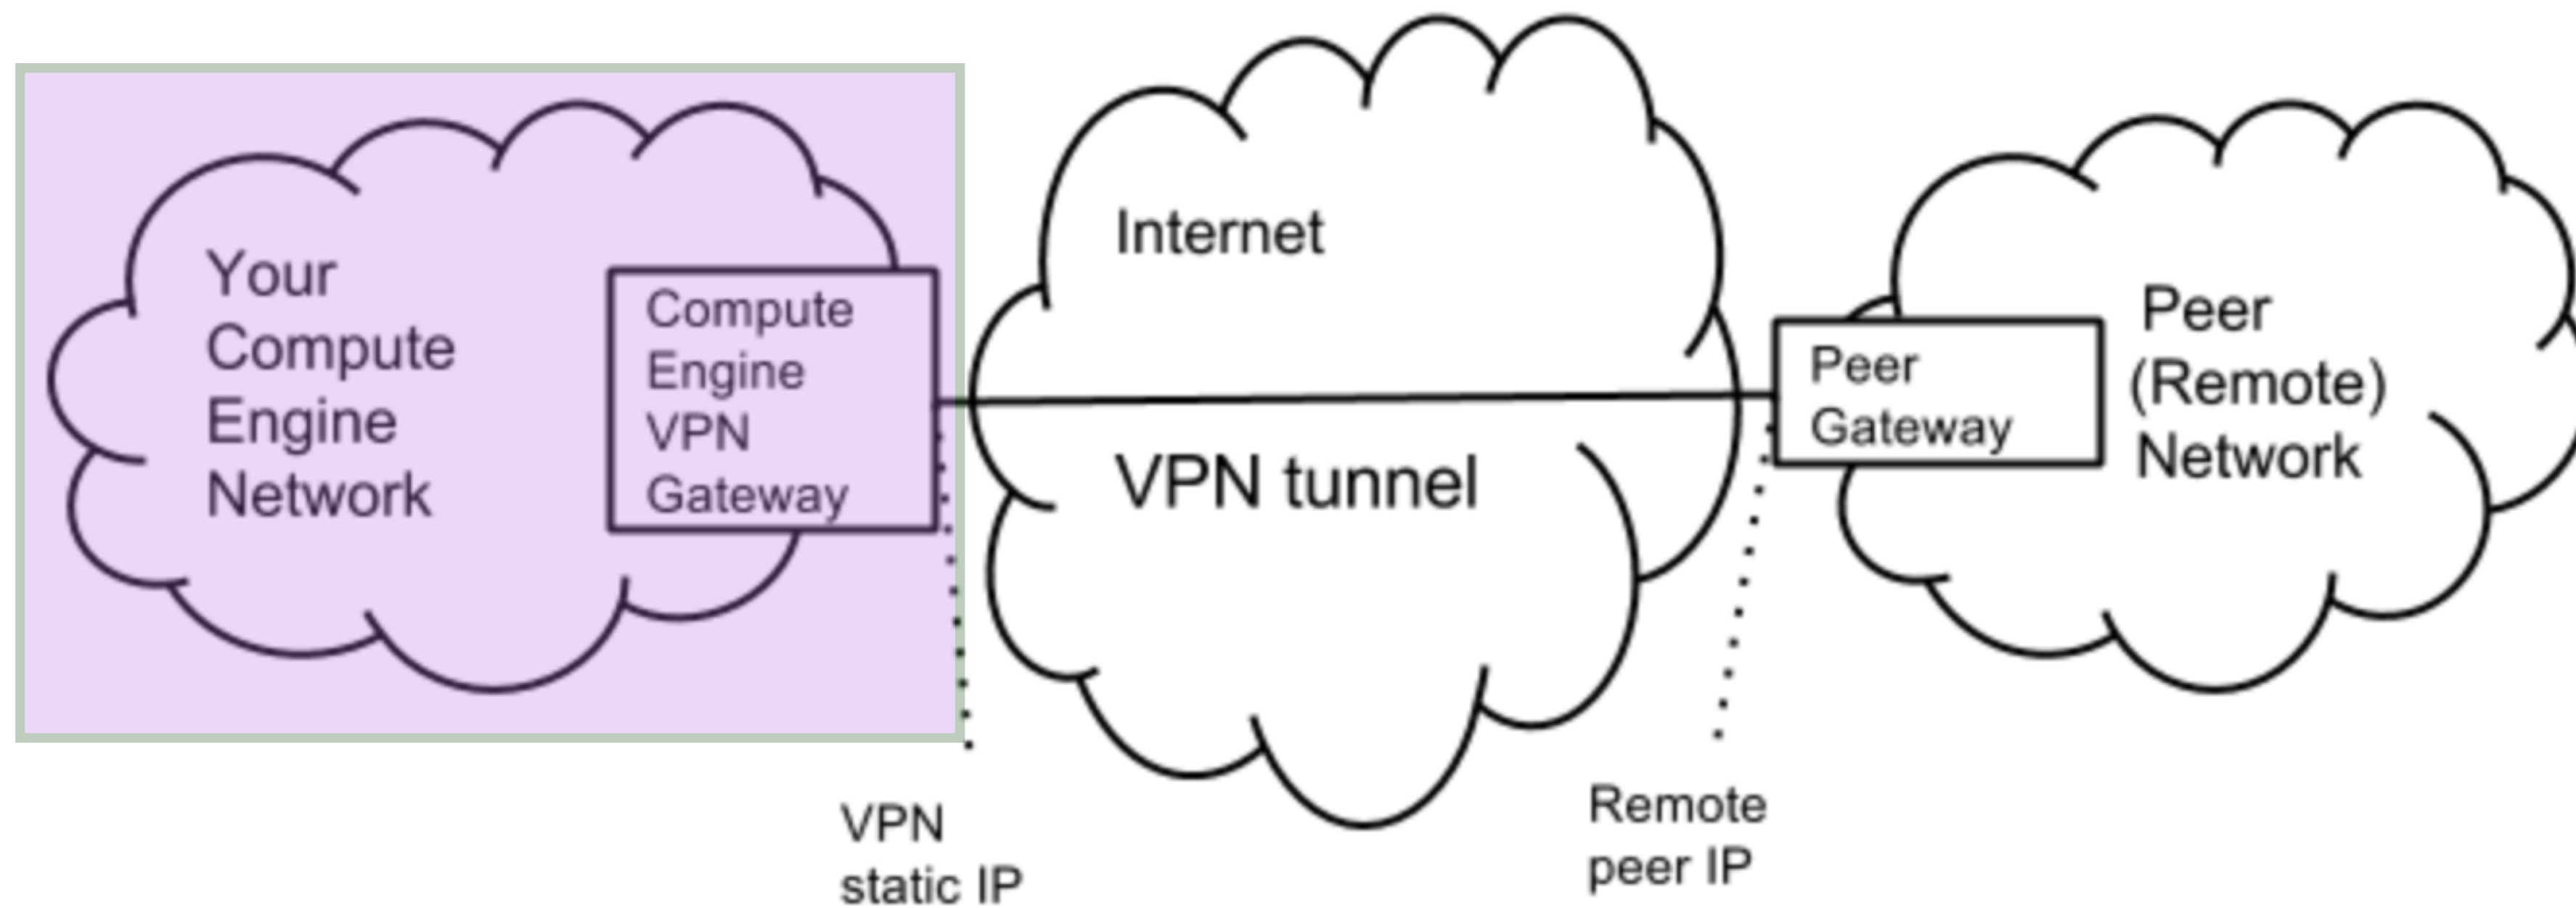 Your
Compute
Engine
Network
Compute
Engine
VPN
Gateway
Internet
VPN tunnel
Peer
Gateway
Peer
(Remote)
Network
VPN
static IP
Remote
peer IP